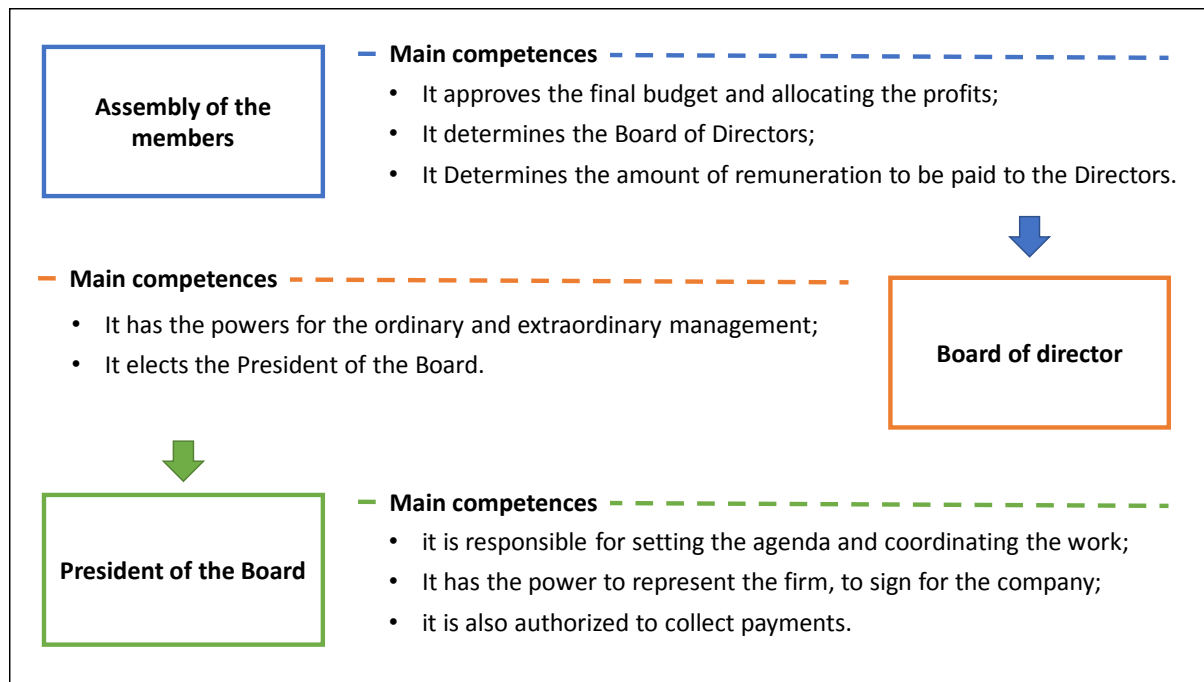 Assembly of the
members
Main competences
• It approves the final budget and allocating the profits;
• It determines the Board of Directors;
• It Determines the amount of remuneration to be paid to the Directors.
Main competences
• It has the powers for the ordinary and extraordinary management;
• It elects the President of the Board.
Board of director
President of the Board
Main competences
• it is responsible for setting the agenda and coordinating the work;
• It has the power to represent the firm, to sign for the company;
• it is also authorized to collect payments.